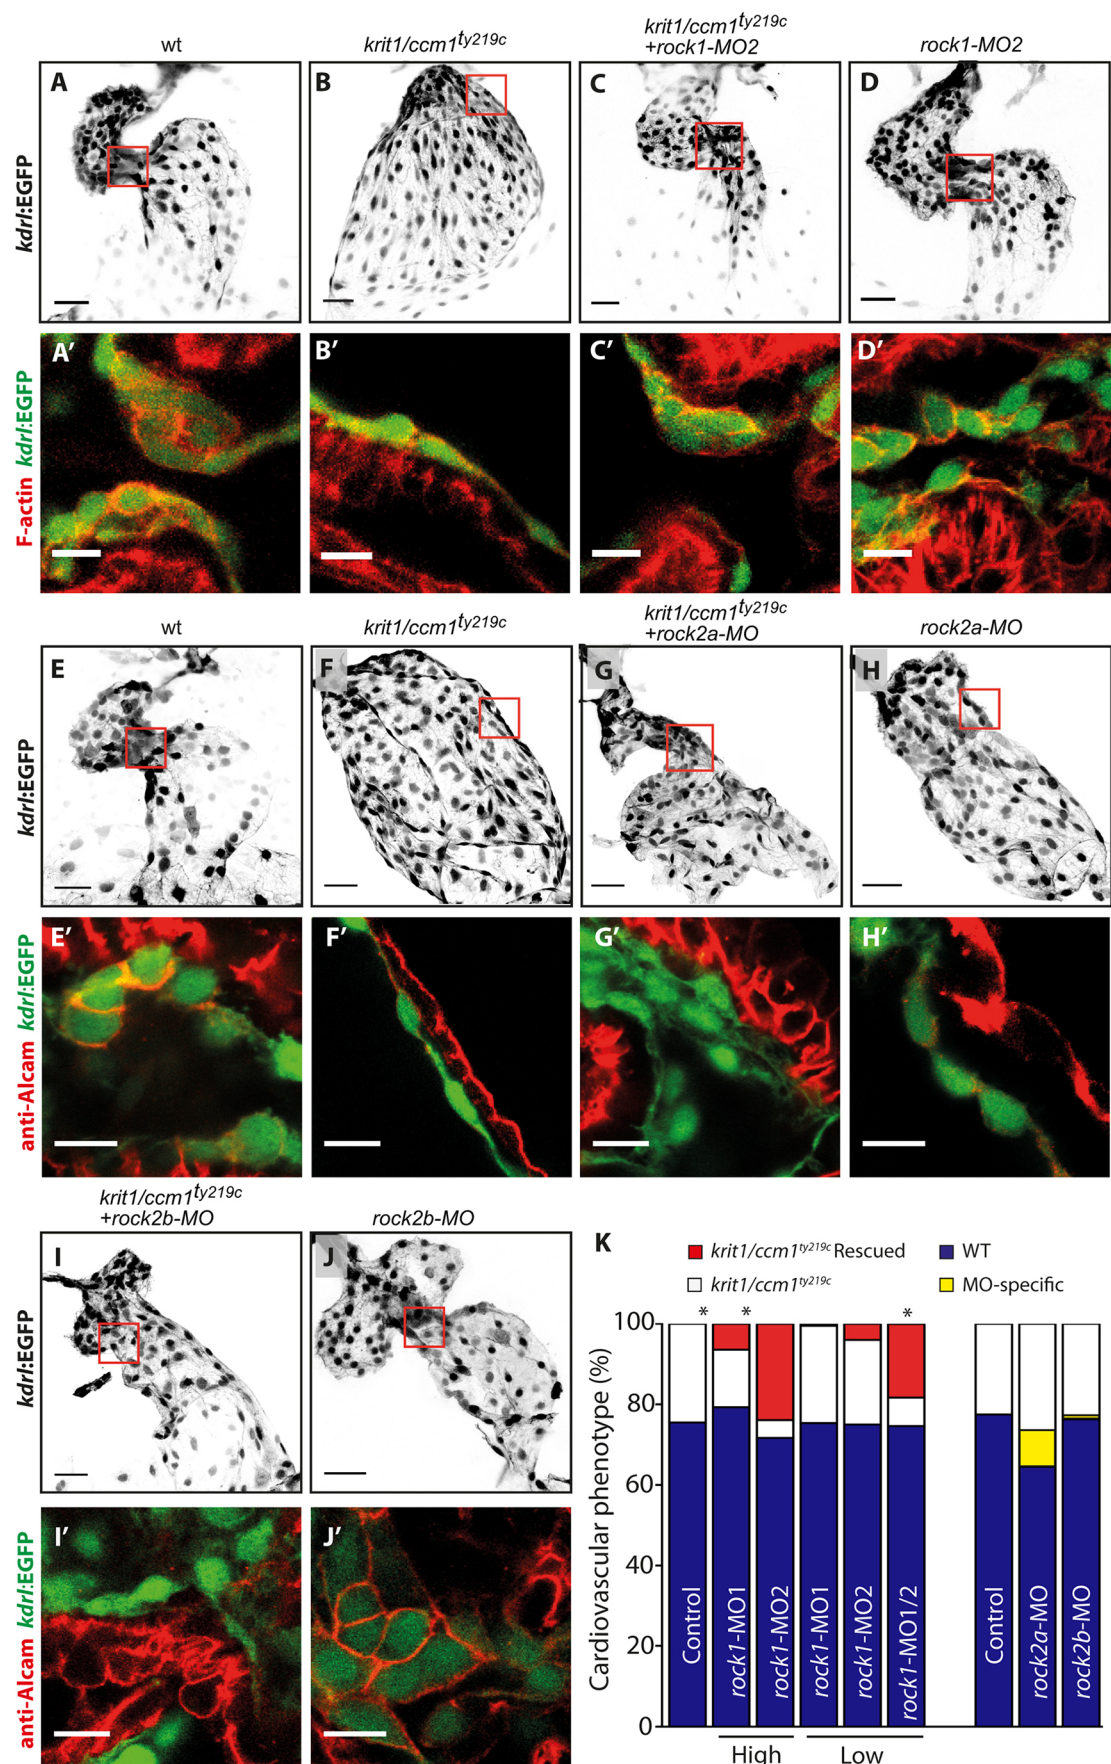 wt
krit1/ccm1ty219c
krit1/ccm1ty219c
+rock1-MO2
rock1-MO2
kdrl:EGFP
A
B
C
D
F-actin kdrl:EGFP
A′
B′
C′
D′
wt
krit1/ccm1ty219c
krit1/ccm1ty219c
+rock2a-MO
rock2a-MO
kdrl:EGFP
E
F
G
H
anti-Alcam kdrl:EGFP
E′
F′
G′
H′
krit1/ccm1ty219c
+rock2b-MO
rock2b-MO
kdrl:EGFP
I
J
anti-Alcam kdrl:EGFP
I′
J′
K
krit1/ccm1ty219c Rescued
WT
krit1/ccm1ty219c
MO-specific
Cardiovascular phenotype (%)
100
80
60
40
20
0
* * *
Control
rock1-MO1
rock1-MO2
rock1-MO1
rock1-MO2
rock1-MO1/2
Control
rock2a-MO
rock2b-MO
High
Low